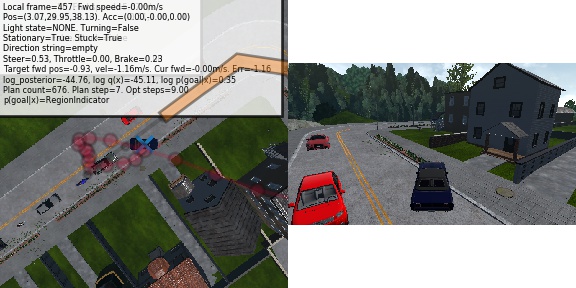 Local frame=457: Fwd speed=-0.00m/s
Pos=(3.07,29.95,38.13). Acc=(0.00,-0.00,0.00)
Light state=NONE. Turning=False
Stationary=True. Stuck=True
Direction string=empty
Steer=0.53, Throttle=0.00, Brake=0.23
Target fwd pos=-0.93, vel=-1.16m/s. Cur fwd=-0.00m/s. Err=-1.16
log_posterior=-44.76, log q(x)=-45.11, log p(goal|x)=0.35
Plan count=676. Plan step=7. Opt steps=9.00
p(goal|x)=RegionIndicator